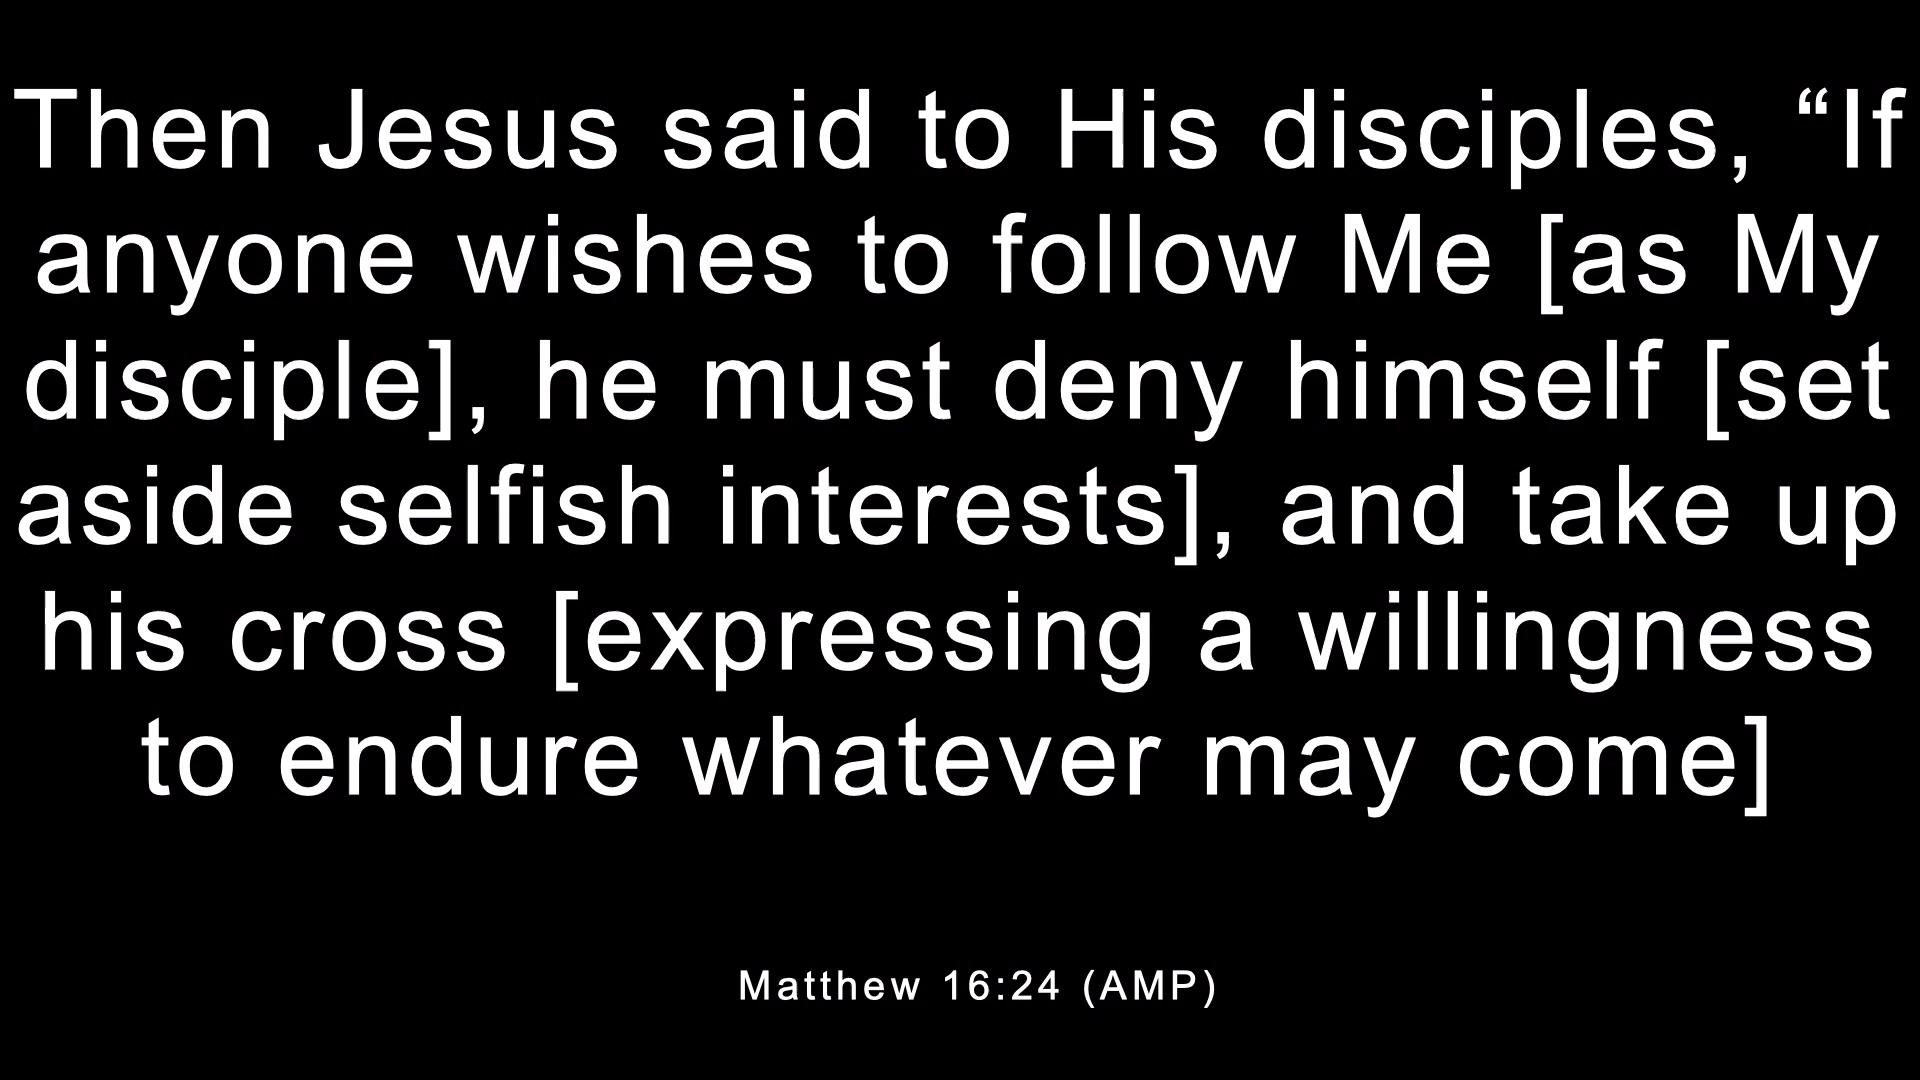 Then Jesus said to His disciples, “If
anyone wishes to follow Me [as My
disciple], he must deny himself [set
aside selfish interests], and take up
his cross [expressing a willingness
to endure whatever may come]
Matthew 16:24 (AMP)